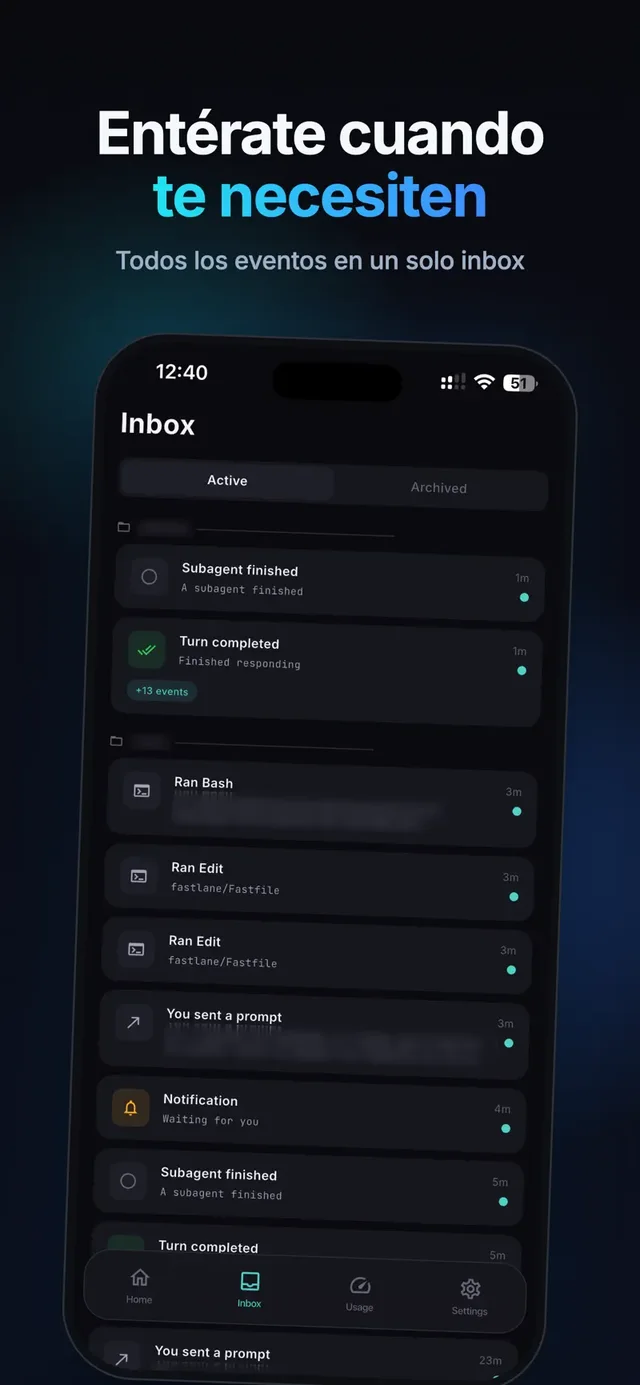 Entérate cuando
te necesiten
Todos los eventos en un solo inbox
12:40
51
Inbox
Active
Archived
Subagent finished
1m
A subagent finished
Turn completed
1m
Finished responding
+13 events
Ran Bash
3m
Ran Edit
3m
fastlane/Fastfile
Ran Edit
3m
fastlane/Fastfile
You sent a prompt
3m
Notification
4m
Waiting for you
Subagent finished
5m
A subagent finished
Turn completed
5m
Home
Inbox
Usage
Settings
You sent a prompt
23m